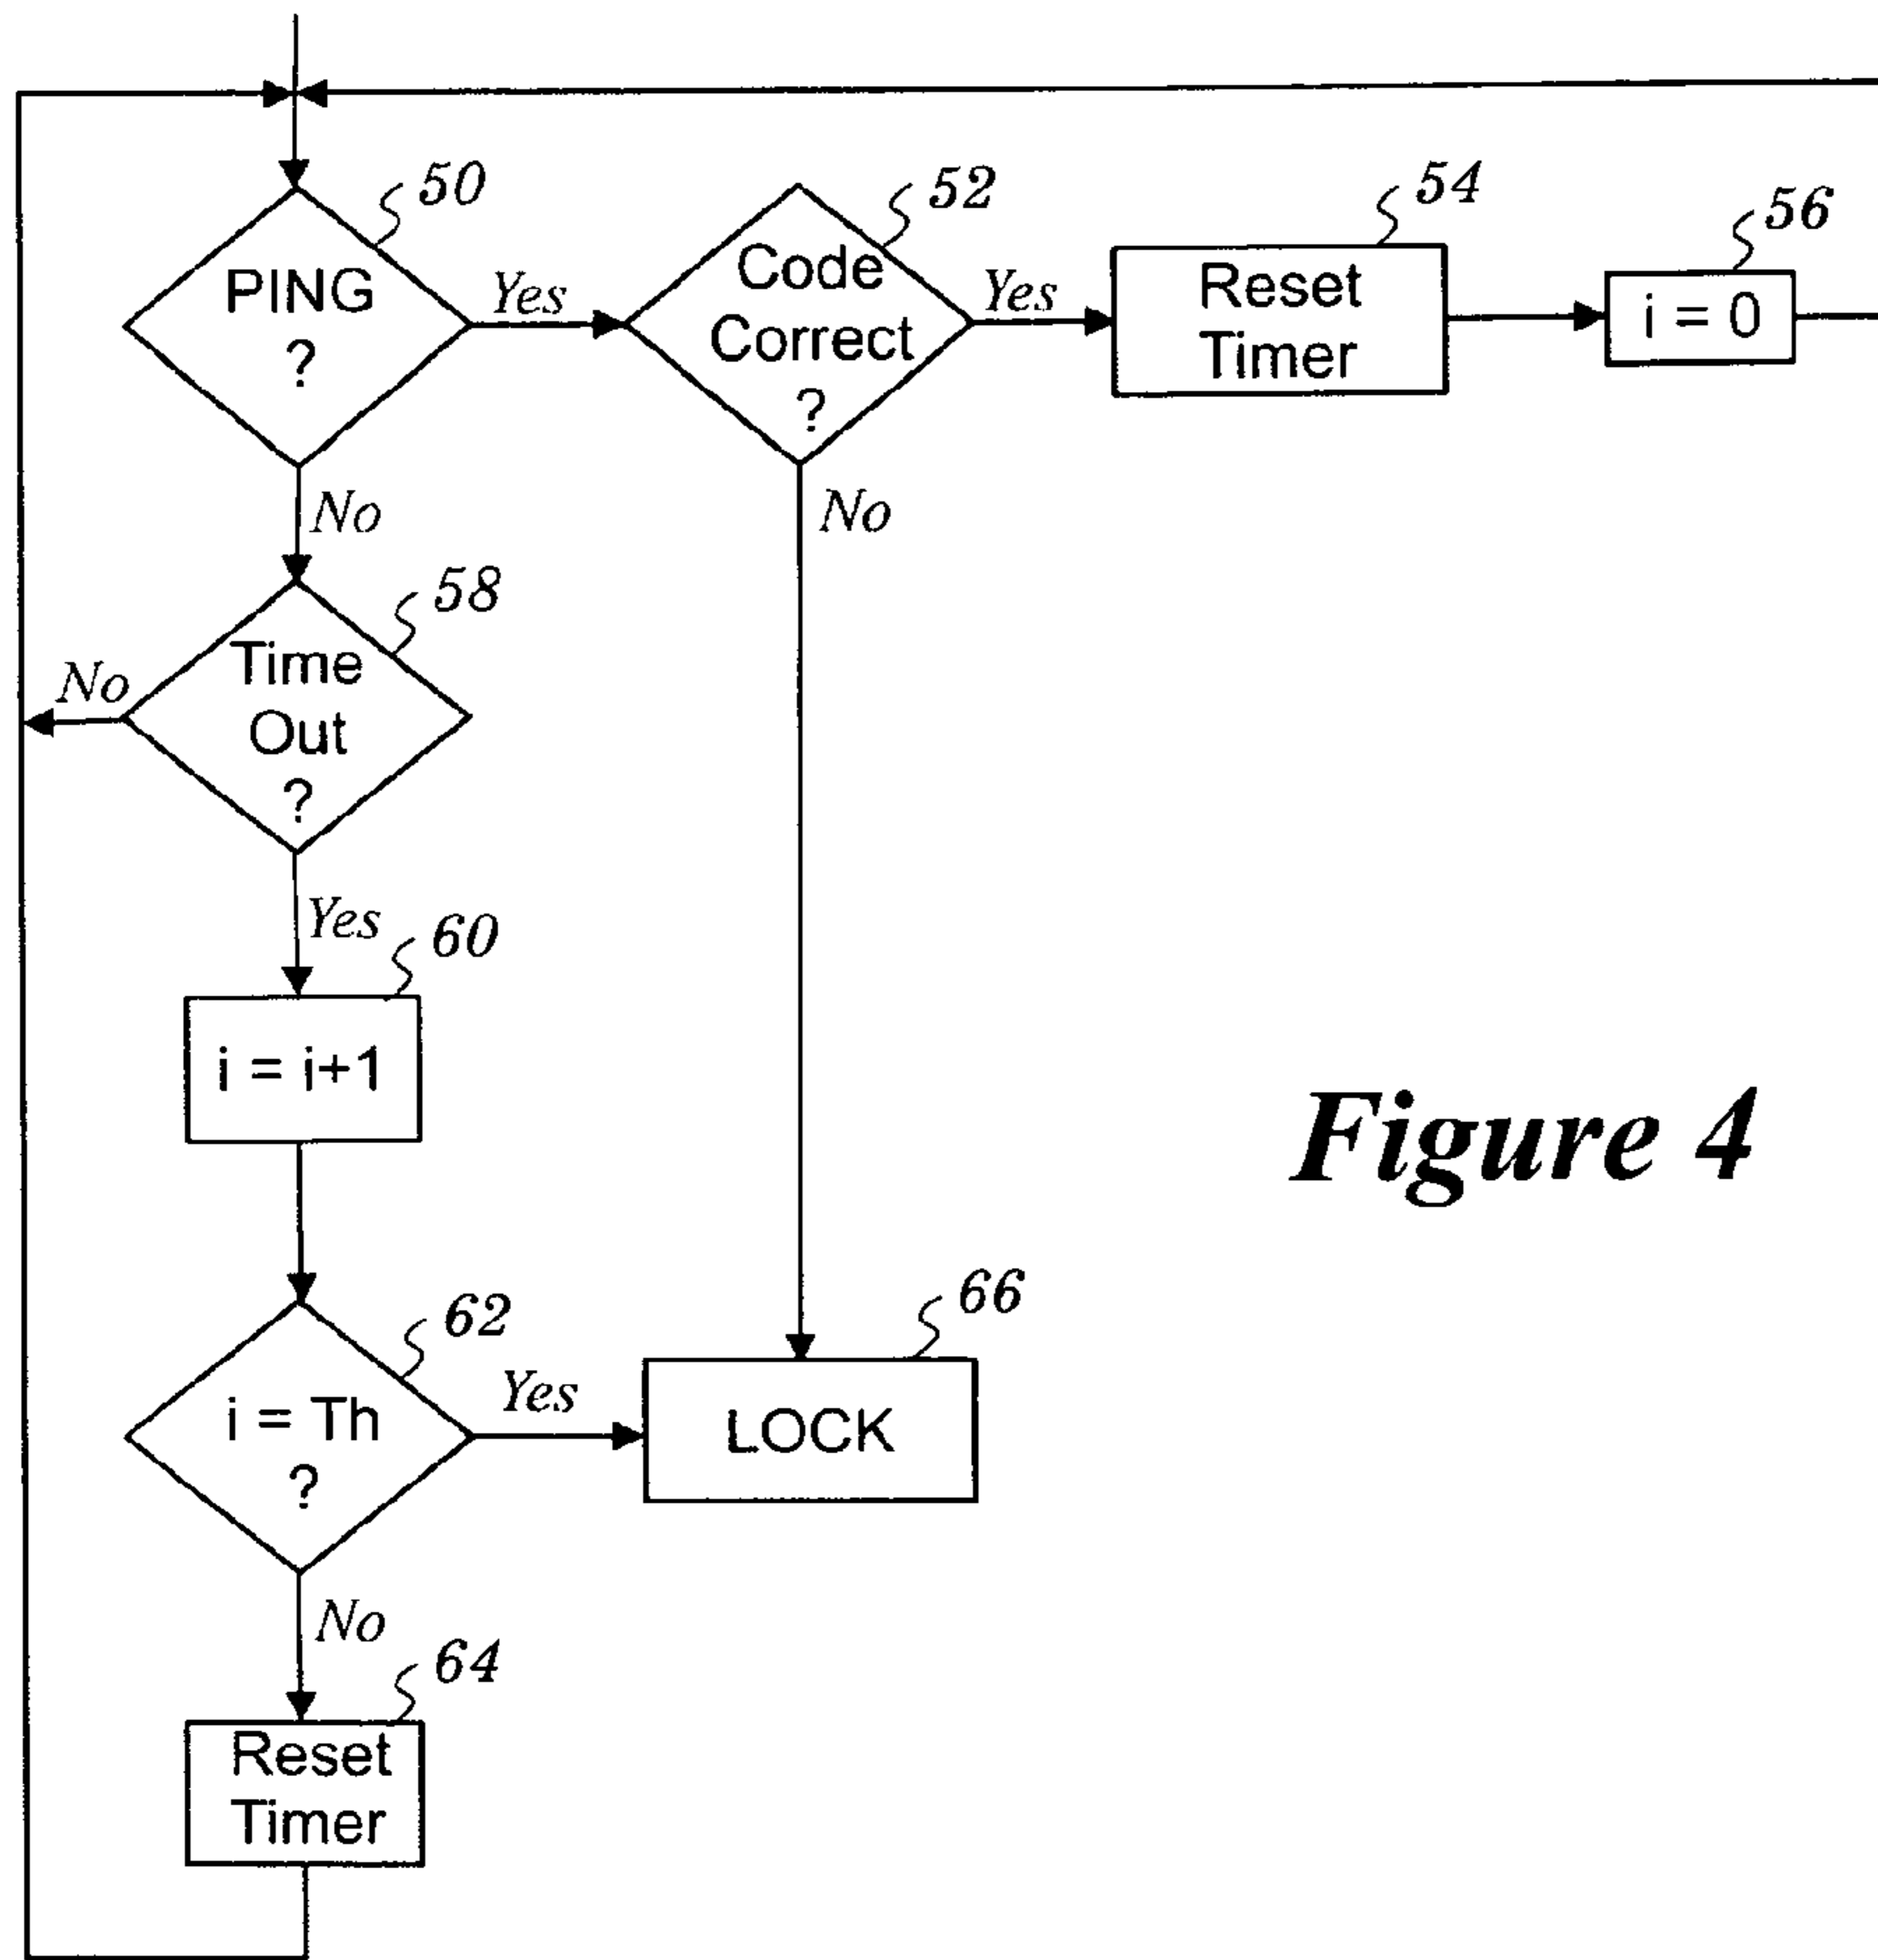 50
PING
?
Yes
52
Code
Correct
?
Yes
54
Reset
Timer
56
i = 0
No
No
58
Time
Out
?
No
Yes
60
i = i+1
Figure 4
62
i = Th
?
Yes
66
LOCK
No
64
Reset
Timer